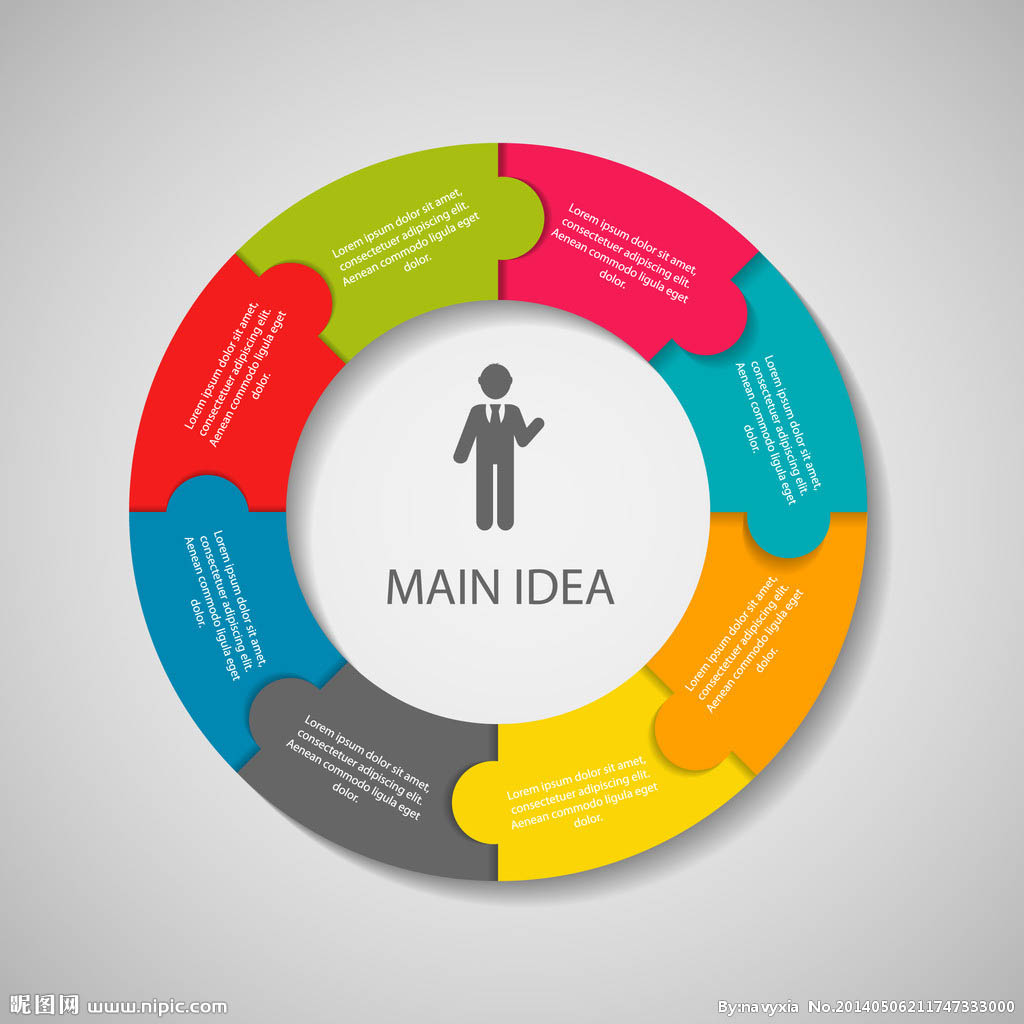 Lorem ipsum dolor sit amet,
consectetuer adipiscing elit.
Aenean commodo ligula eget
dolor.
Lorem ipsum dolor sit amet,
consectetuer adipiscing elit.
Aenean commodo ligula eget
dolor.
Lorem ipsum dolor sit amet,
consectetuer adipiscing elit.
Aenean commodo ligula eget
dolor.
Lorem ipsum dolor sit amet,
consectetuer adipiscing elit.
Aenean commodo ligula eget
dolor.
MAIN IDEA
Lorem ipsum dolor sit amet,
consectetuer adipiscing elit.
Aenean commodo ligula eget
dolor.
Lorem ipsum dolor sit amet,
consectetuer adipiscing elit.
Aenean commodo ligula eget
dolor.
Lorem ipsum dolor sit amet,
consectetuer adipiscing elit.
Aenean commodo ligula eget
dolor.
Lorem ipsum dolor sit amet,
consectetuer adipiscing elit.
Aenean commodo ligula eget
dolor.
昵图网 www.nipic.com
By:navyxia No.20140506211747333000